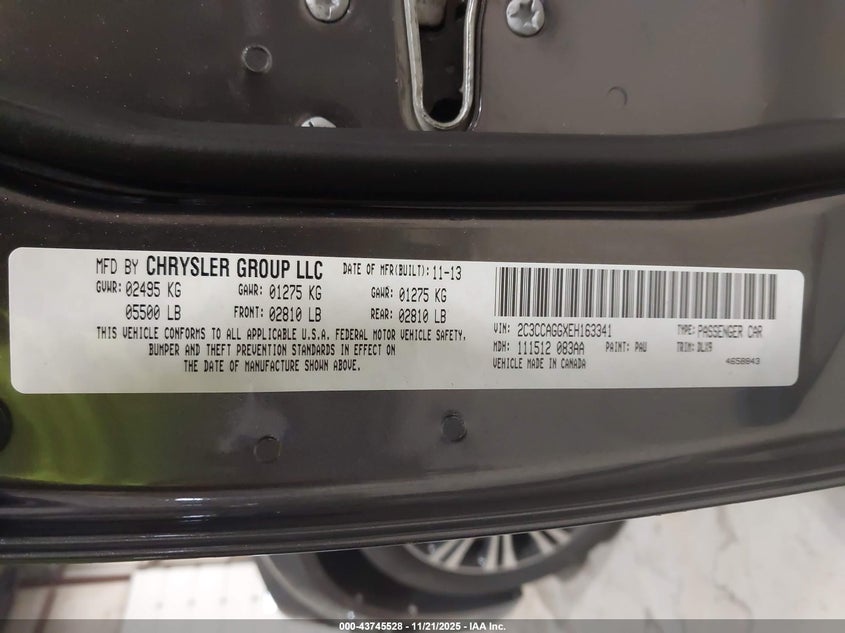 MFD BY CHRYSLER GROUP LLC DATE OF MFR(BUILT): 11-13
GVWR: 02495 KG GAWR: 01275 KG GAWR: 01275 KG
05500 LB FRONT: 02810 LB REAR: 02810 LB
THIS VEHICLE CONFORMS TO ALL APPLICABLE U.S.A. FEDERAL MOTOR VEHICLE SAFETY,
BUMPER AND THEFT PREVENTION STANDARDS IN EFFECT ON
THE DATE OF MANUFACTURE SHOWN ABOVE.
VIN: 2C3CCAGGXEH163341 TYPE: PASSENGER CAR
MDH: 111512 083AA PAINT: PAU TRIM: DLX9
VEHICLE MADE IN CANADA 4658843
000-43745528 - 11/21/2025 - IAA Inc.